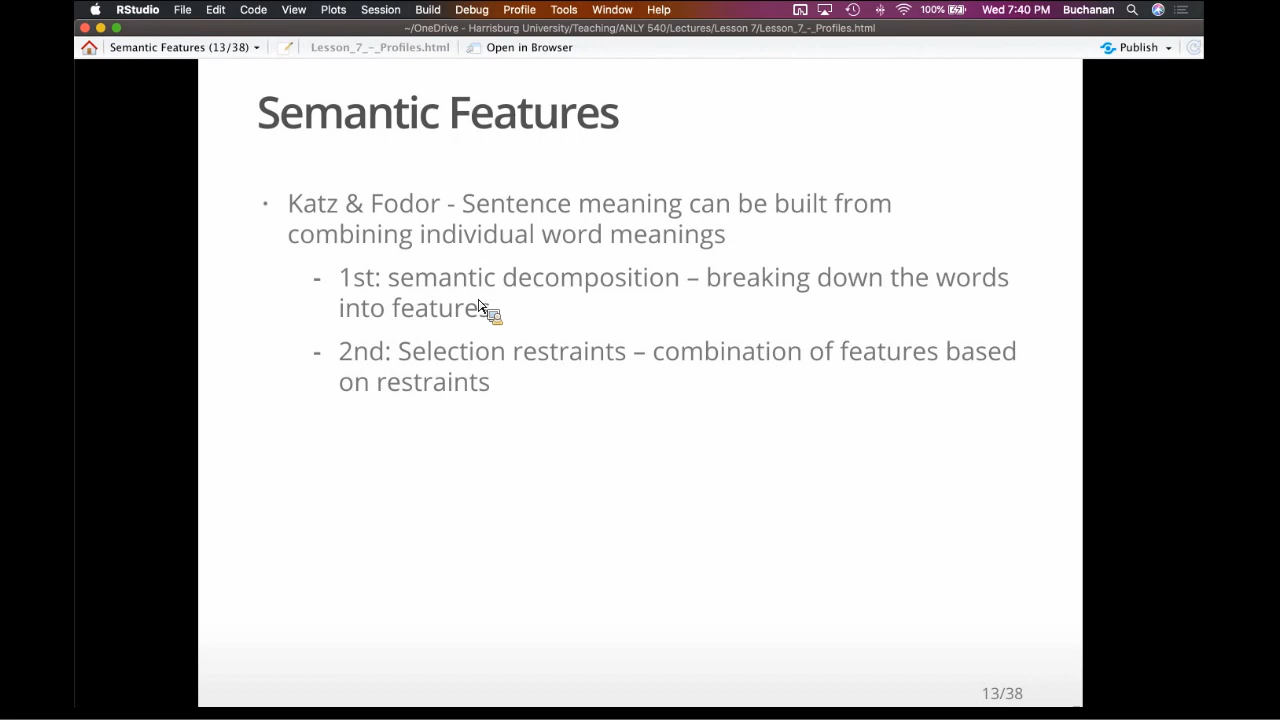 RStudio File Edit Code View Plots Session Build Debug Profile Tools Window Help 100% Wed 7:40 PM Buchanan
~/OneDrive - Harrisburg University/Teaching/ANLY 540/Lectures/Lesson 7/Lesson_7_-_Profiles.html
Semantic Features (13/38) Lesson_7_-_Profiles.html Open in Browser Publish
Semantic Features
• Katz & Fodor - Sentence meaning can be built from
combining individual word meanings
- 1st: semantic decomposition – breaking down the words
into features
- 2nd: Selection restraints – combination of features based
on restraints
13/38